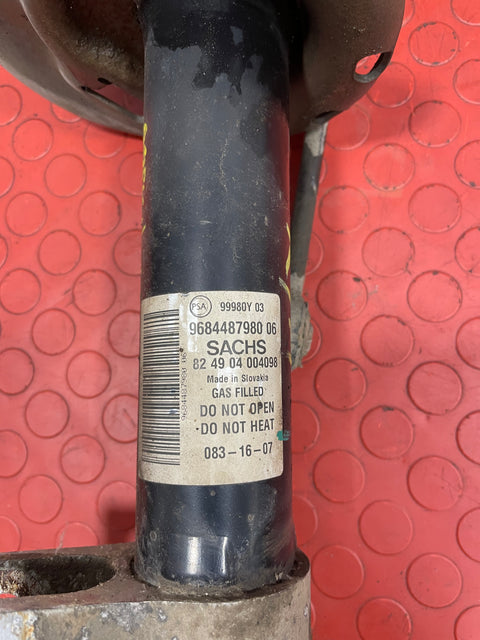 PSA 99980Y 03
9684487980 06
SACHS
82 49 04 004098
Made in Slovakia
GAS FILLED
DO NOT OPEN
DO NOT HEAT
083-16-07